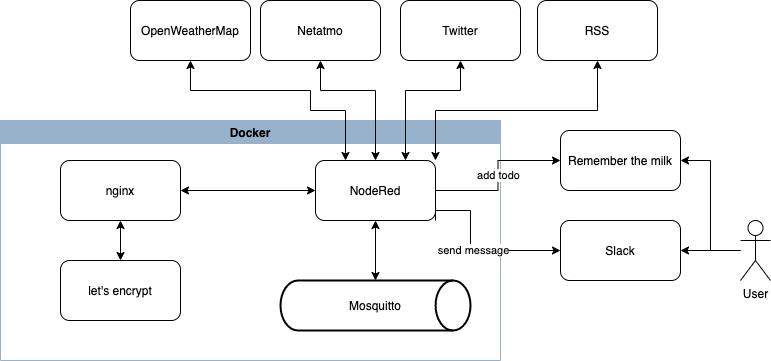 OpenWeatherMap
Netatmo
Twitter
RSS
Docker
nginx
NodeRed
add todo
Remember the milk
send message
Slack
User
let's encrypt
Mosquitto